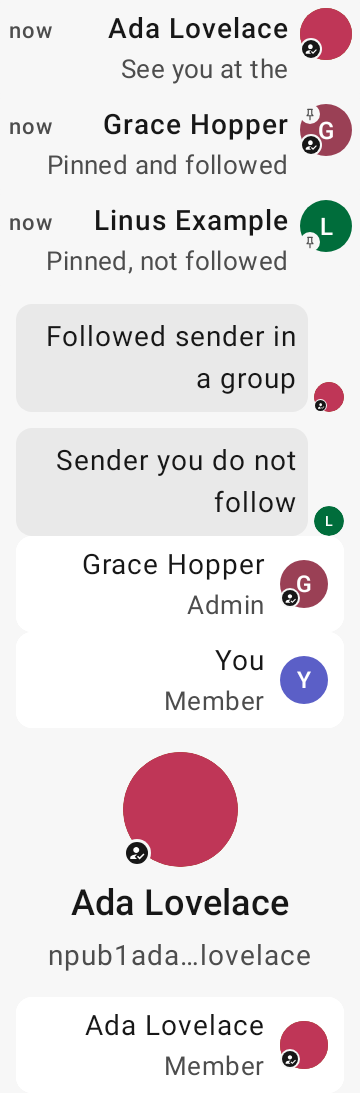 Ada Lovelace
now
See you at the
G
Grace Hopper
now
Pinned and followed
L
Linus Example
now
Pinned, not followed
Followed sender in
a group
Sender you do not
follow
L
Grace Hopper
G
Admin
You
Y
Member
Ada Lovelace
npub1ada…lovelace
Ada Lovelace
Member